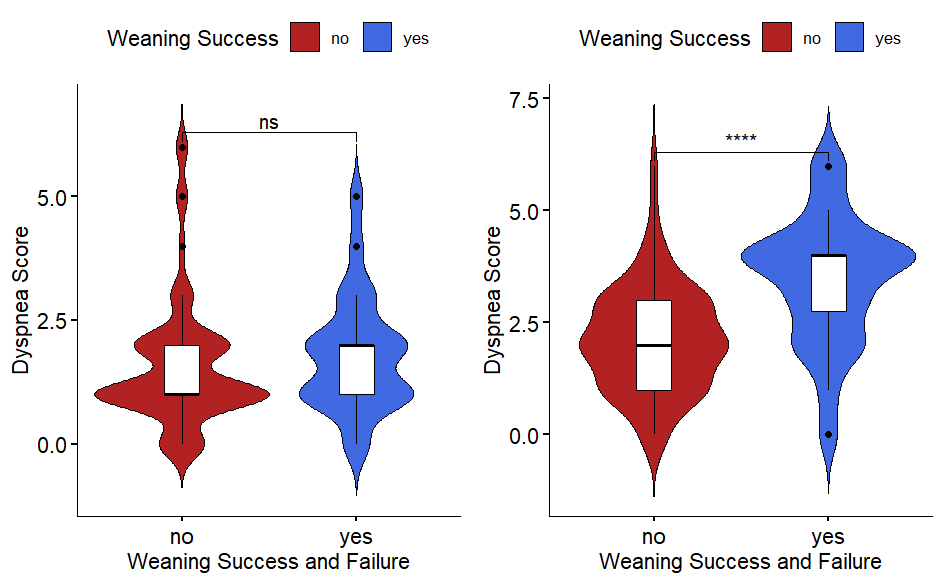 Weaning Success no yes
ns
5.0
2.5
0.0
Dyspnea Score
no yes
Weaning Success and Failure
Weaning Success no yes
7.5
****
5.0
2.5
0.0
Dyspnea Score
no yes
Weaning Success and Failure